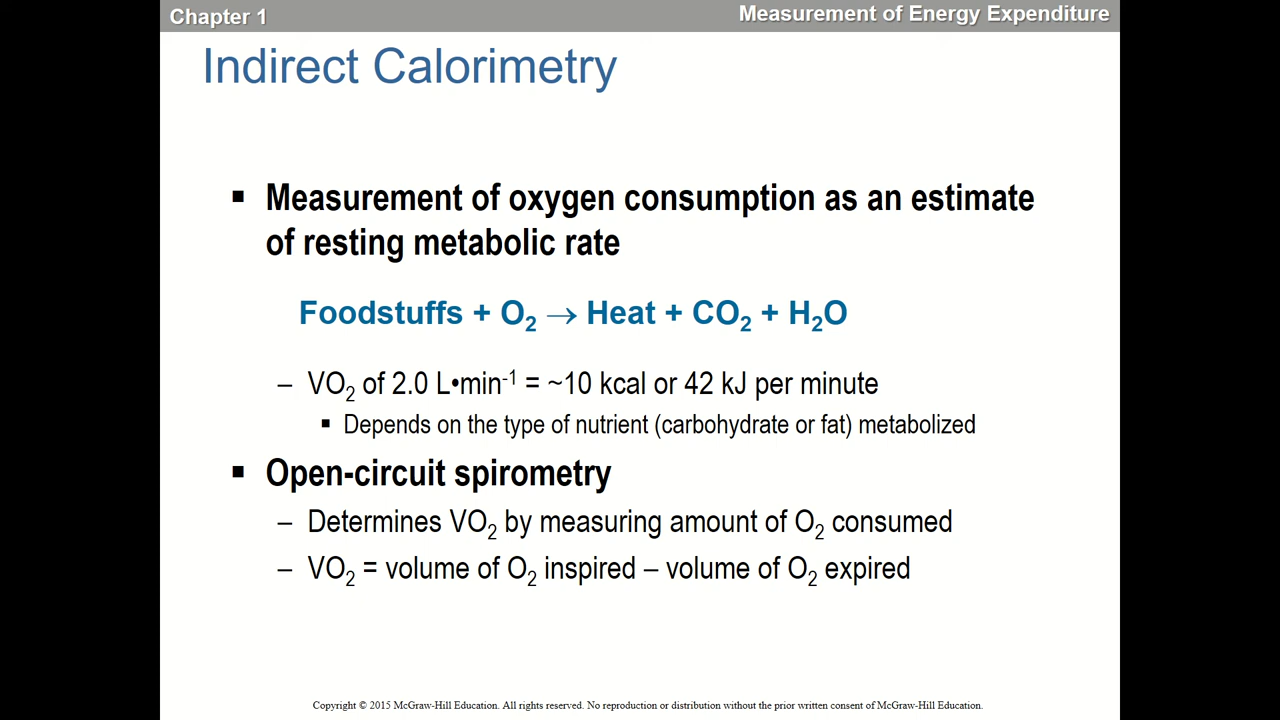 Chapter 1
Measurement of Energy Expenditure
Indirect Calorimetry
▪ Measurement of oxygen consumption as an estimate
of resting metabolic rate
Foodstuffs + O₂ → Heat + CO₂ + H₂O
– VO₂ of 2.0 L•min⁻¹ = ~10 kcal or 42 kJ per minute
▪ Depends on the type of nutrient (carbohydrate or fat) metabolized
▪ Open-circuit spirometry
– Determines VO₂ by measuring amount of O₂ consumed
– VO₂ = volume of O₂ inspired – volume of O₂ expired
Copyright © 2015 McGraw-Hill Education. All rights reserved. No reproduction or distribution without the prior written consent of McGraw-Hill Education.